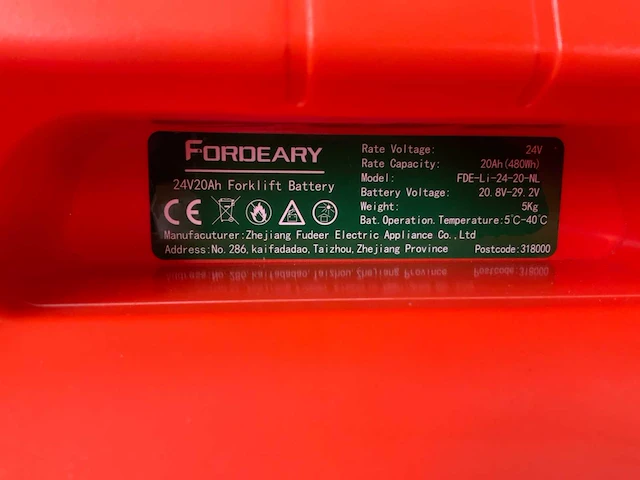 FORDEARY
24V20Ah Forklift Battery
CE
Rate Voltage: 24V
Rate Capacity: 20Ah(480Wh)
Model: FDE-Li-24-20-NL
Battery Voltage: 20.8V-29.2V
Weight: 5Kg
Bat.Operation.Temperature:5℃-40℃
Manufacturer:Zhejiang Fudeer Electric Appliance Co.,Ltd
Address:No.286,kaifadadao,Taizhou,Zhejiang Province Postcode:318000